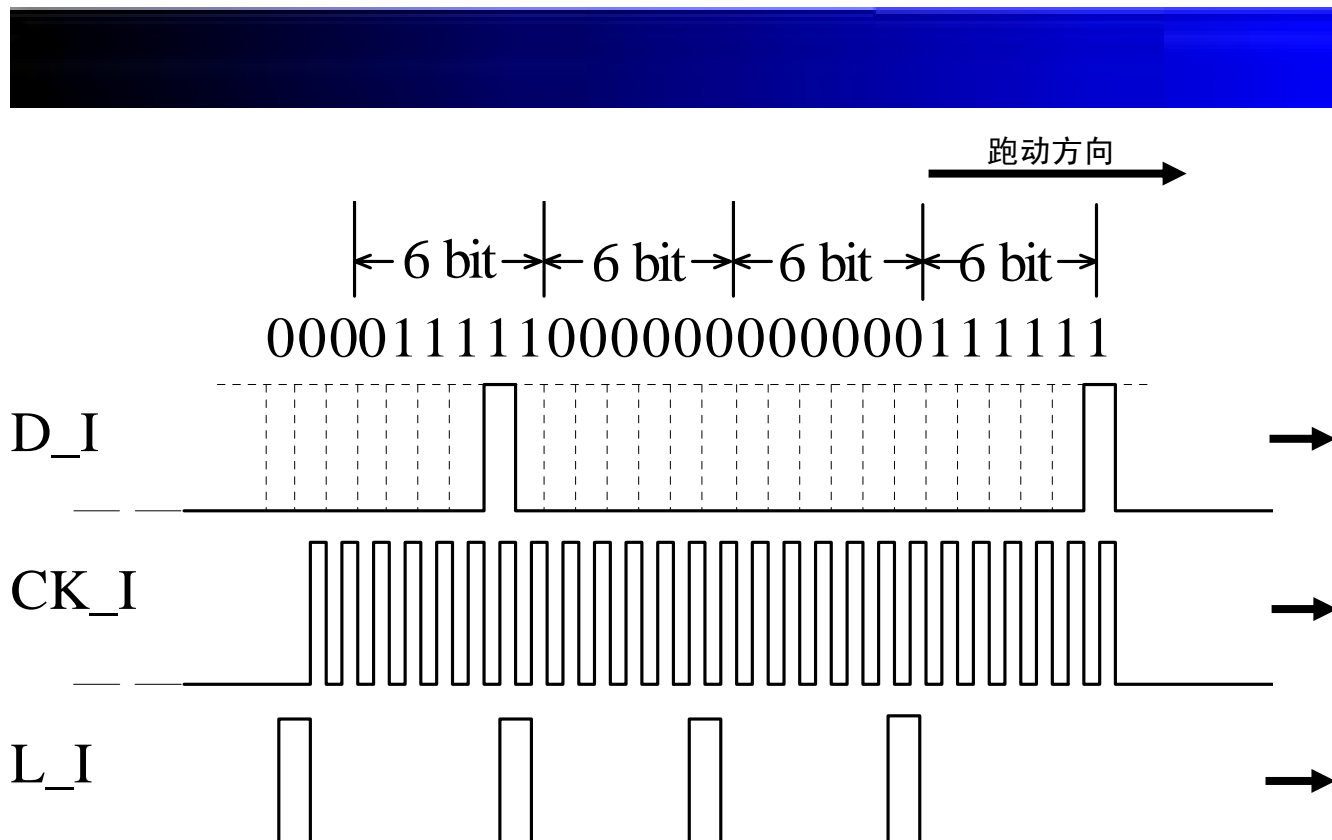 跑动方向
6 bit 6 bit 6 bit 6 bit
000011111000000000000111111
D_I
CK_I
L_I